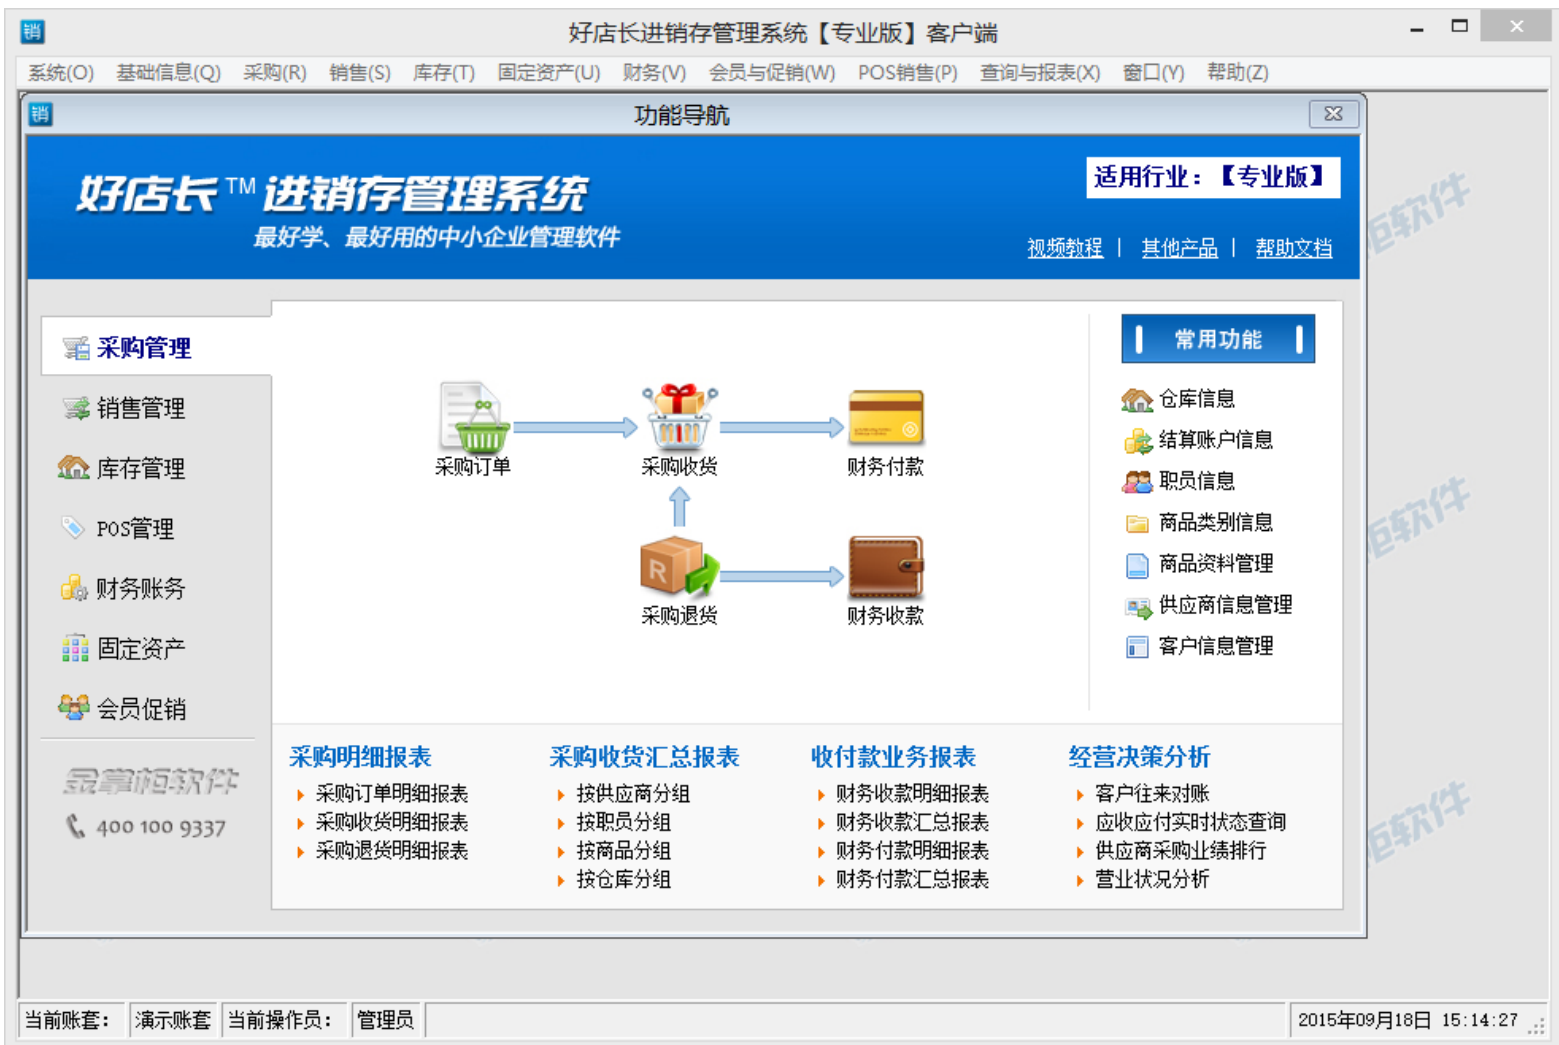 销
好店长进销存管理系统【专业版】客户端
系统(O) 基础信息(Q) 采购(R) 销售(S) 库存(T) 固定资产(U) 财务(V) 会员与促销(W) POS销售(P) 查询与报表(X) 窗口(Y) 帮助(Z)
销
功能导航
好店长™进销存管理系统
适用行业：【专业版】
最好学、最好用的中小企业管理软件
视频教程 | 其他产品 | 帮助文档
采购管理
销售管理
库存管理
POS管理
财务账务
固定资产
会员促销
金掌柜软件
400 100 9337
采购订单
采购收货
财务付款
R
采购退货
财务收款
常用功能
仓库信息
结算账户信息
职员信息
商品类别信息
商品资料管理
供应商信息管理
客户信息管理
采购明细报表
采购订单明细报表
采购收货明细报表
采购退货明细报表
采购收货汇总报表
按供应商分组
按职员分组
按商品分组
按仓库分组
收付款业务报表
财务收款明细报表
财务收款汇总报表
财务付款明细报表
财务付款汇总报表
经营决策分析
客户往来对账
应收应付实时状态查询
供应商采购业绩排行
营业状况分析
柜软件
柜软件
柜软件
当前账套： 演示账套 当前操作员： 管理员
2015年09月18日 15:14:27